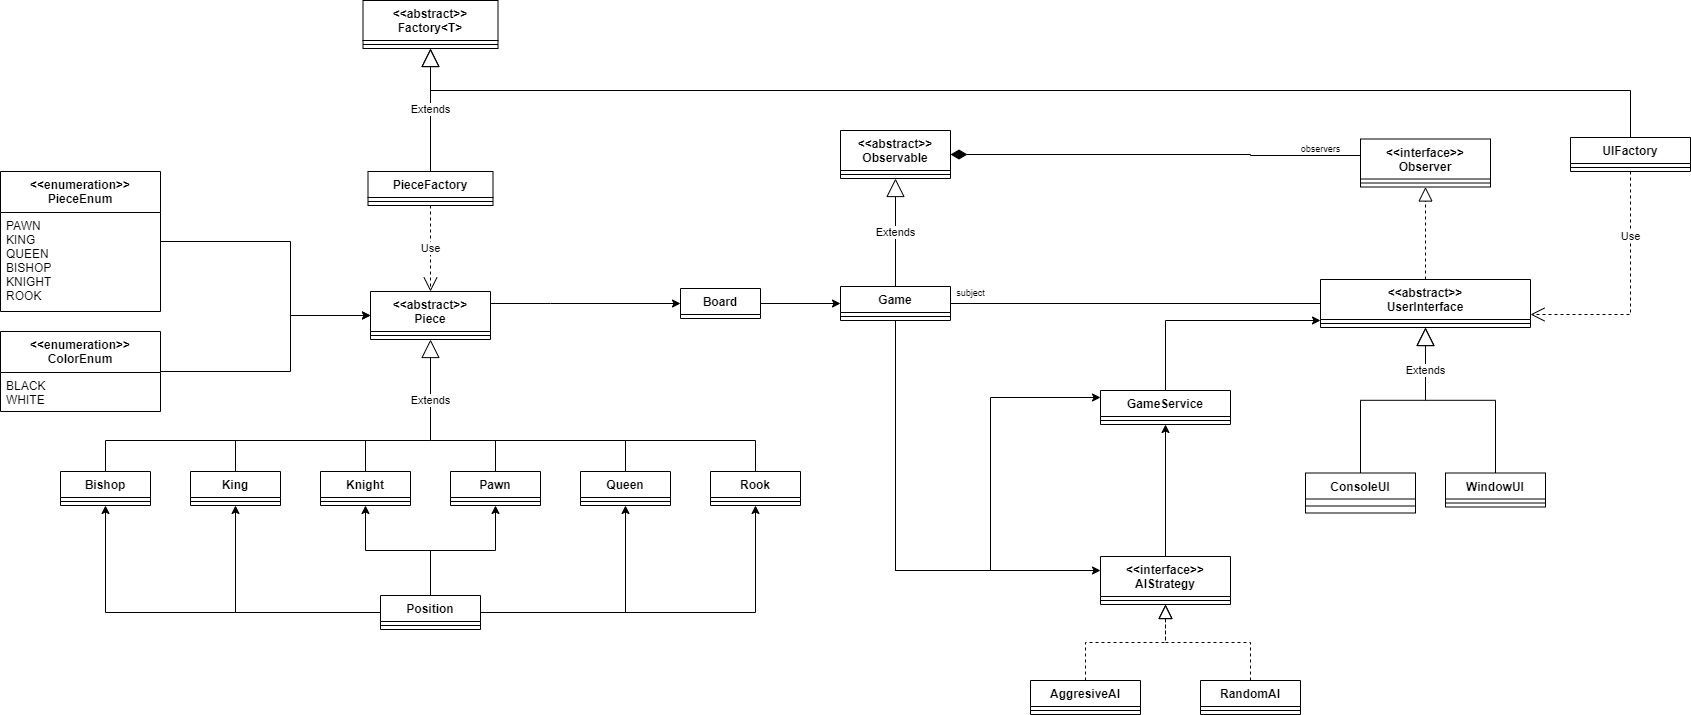 <<abstract>>
Factory<T>
Extends
<<abstract>>
Observable
observers
<<interface>>
Observer
UIFactory
<<enumeration>>
PieceEnum
PAWN
KING
QUEEN
BISHOP
KNIGHT
ROOK
PieceFactory
Use
Extends
Use
<<abstract>>
Piece
Board
Game
subject
<<abstract>>
UserInterface
<<enumeration>>
ColorEnum
BLACK
WHITE
Extends
Extends
GameService
Bishop
King
Knight
Pawn
Queen
Rook
ConsoleUI
WindowUI
<<interface>>
AIStrategy
Position
AggresiveAI
RandomAI